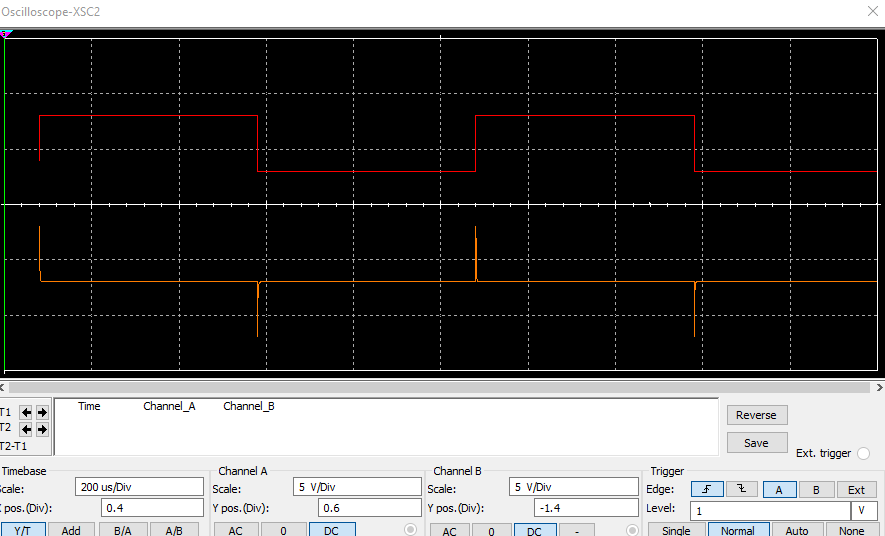 Oscilloscope-XSC2
Time Channel_A Channel_B
T1
T2
T2-T1
Reverse
Save
Ext. trigger
Timebase Channel A Channel B Trigger
Scale: 200 us/Div Scale: 5 V/Div Scale: 5 V/Div Edge: A B Ext
X pos.(Div): 0.4 Y pos.(Div): 0.6 Y pos.(Div): -1.4 Level: 1 V
Y/T Add B/A A/B AC 0 DC AC 0 DC - Single Normal Auto None